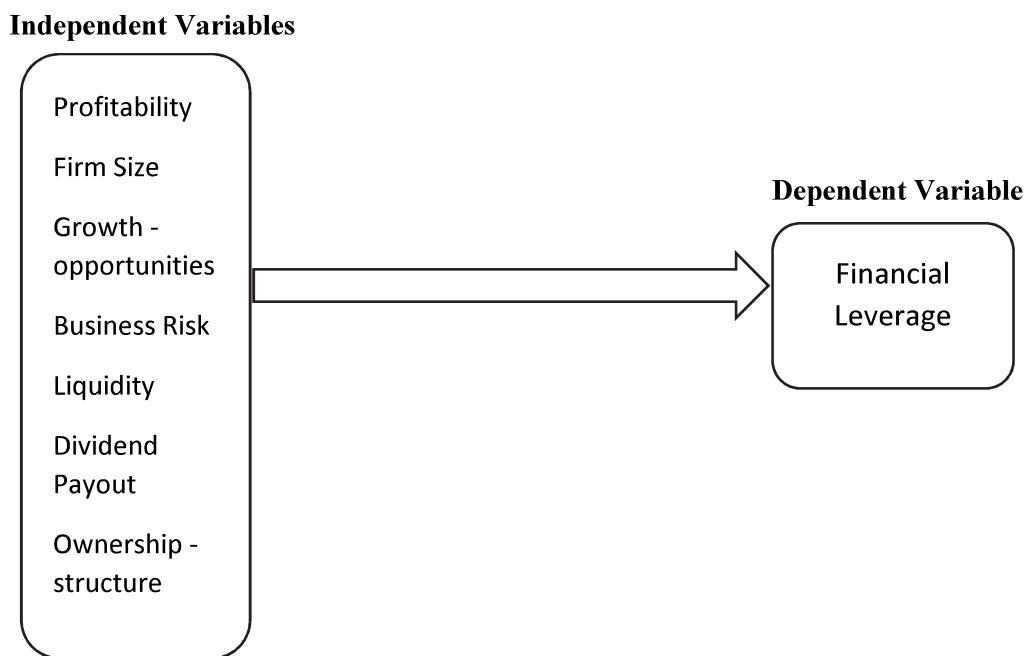 Independent Variables
Profitability
Firm Size
Growth -
opportunities
Business Risk
Liquidity
Dividend
Payout
Ownership -
structure
Dependent Variable
Financial
Leverage